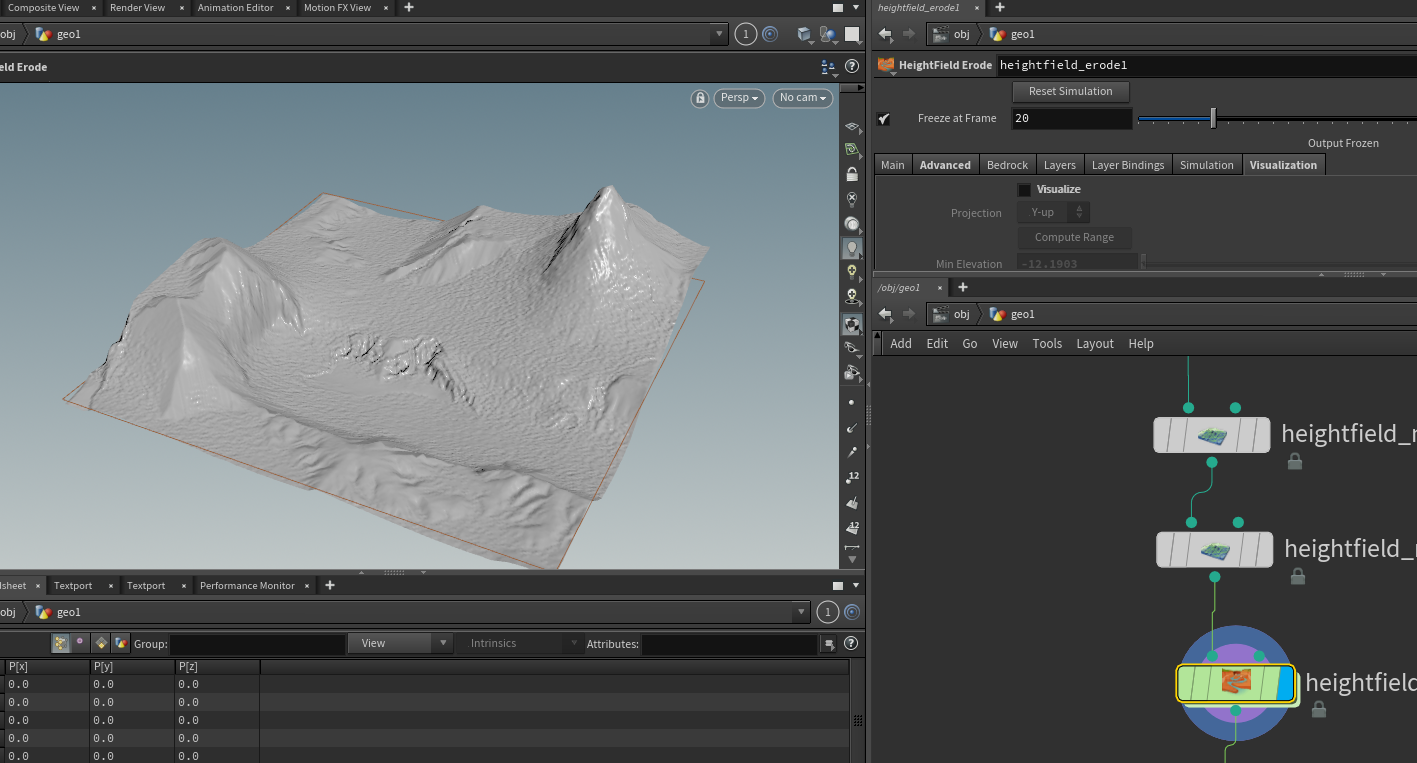 Composite View × Render View × Animation Editor × Motion FX View × +
obj geo1 1
eld Erode ?
Persp No cam
12
12
lsheet × Textport × Textport × Performance Monitor × +
obj geo1 1
Group: View Intrinsics Attributes: ?
P[x] P[y] P[z]
0.0 0.0 0.0
0.0 0.0 0.0
0.0 0.0 0.0
0.0 0.0 0.0
0.0 0.0 0.0
heightfield_erode1 × +
obj geo1
HeightField Erode heightfield_erode1
Reset Simulation
Freeze at Frame 20
Output Frozen
Main Advanced Bedrock Layers Layer Bindings Simulation Visualization
Visualize
Projection Y-up
Compute Range
Min Elevation -12.1903
/obj/geo1 × +
obj geo1
Add Edit Go View Tools Layout Help
heightfield_
heightfield_
heightfield